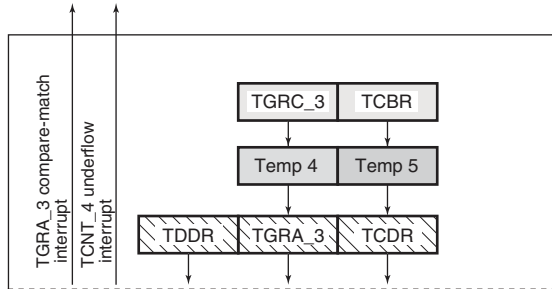 TGRA_3 compare-match
interrupt
TCNT_4 underflow
interrupt
TGRC_3 TCBR
Temp 4 Temp 5
TDDR TGRA_3 TCDR